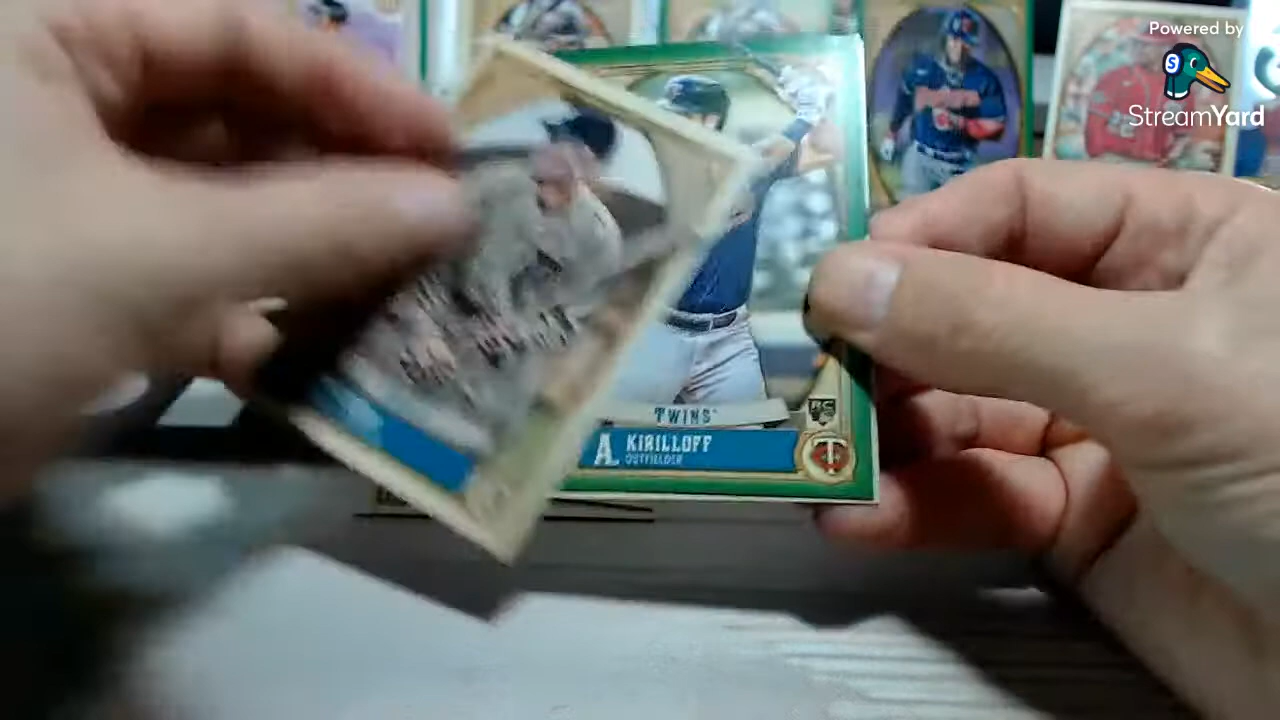 Powered by
StreamYard
TWINS
RC
A. KIRILLOFF
OUTFIELDER